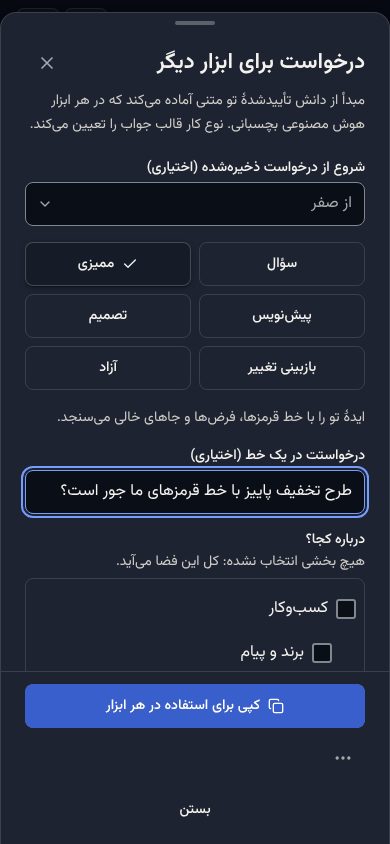 درخواست برای ابزار دیگر
مبدأ از دانش تأییدشدهٔ تو متنی آماده می‌کند که در هر ابزار
هوش مصنوعی بچسبانی. نوع کار قالب جواب را تعیین می‌کند.
شروع از درخواست ذخیره‌شده (اختیاری)
از صفر
سؤال
ممیزی
پیش‌نویس
تصمیم
بازبینی تغییر
آزاد
ایدهٔ تو را با خط قرمزها، فرض‌ها و جاهای خالی می‌سنجد.
درخواستت در یک خط (اختیاری)
طرح تخفیف پاییز با خط قرمزهای ما جور است؟
درباره کجا؟
هیچ بخشی انتخاب نشده: کل این فضا می‌آید.
کسب‌وکار
برند و پیام
کپی برای استفاده در هر ابزار
بستن